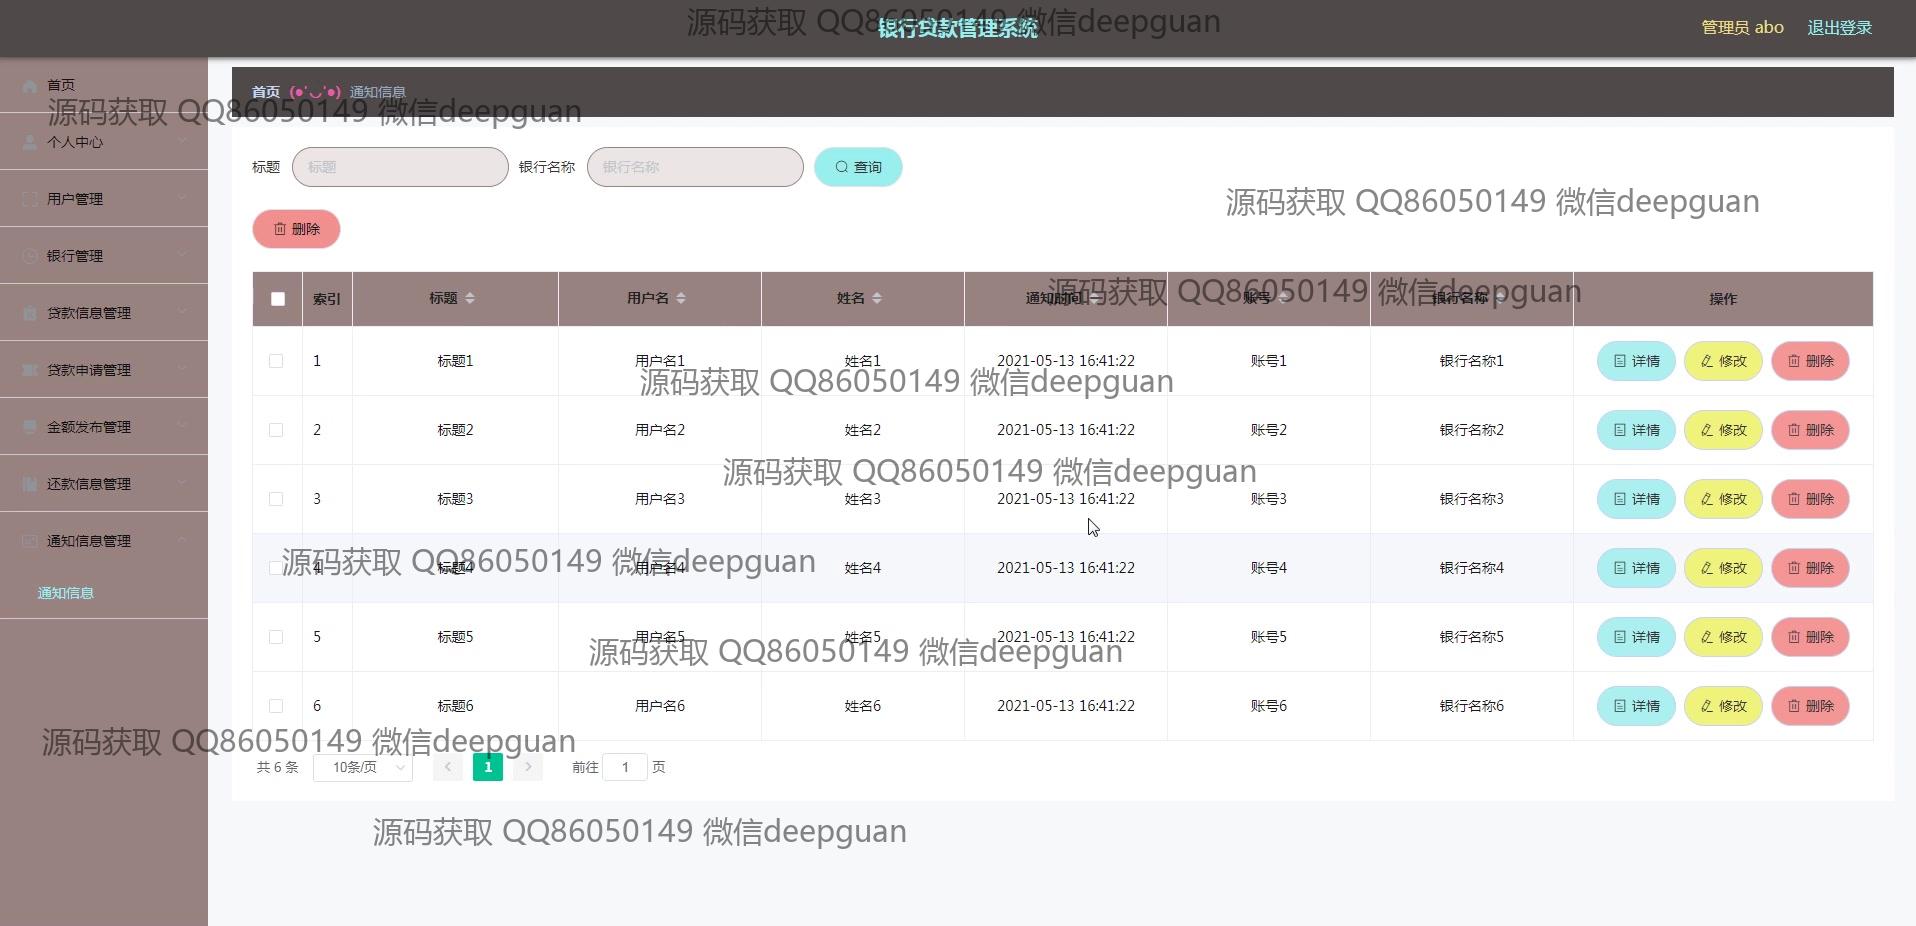 银行贷款管理系统
管理员 abo 退出登录
源码获取 QQ86050149 微信deepguan
首页
个人中心
用户管理
银行管理
贷款信息管理
贷款申请管理
金额发布管理
还款信息管理
通知信息管理
通知信息
首页 (●'◡'●) 通知信息
源码获取 QQ86050149 微信deepguan
标题 标题 银行名称 银行名称 查询
源码获取 QQ86050149 微信deepguan
删除
索引 标题 用户名 姓名 通知时间 账号 银行名称 操作
源码获取 QQ86050149 微信deepguan
1 标题1 用户名1 姓名1 2021-05-13 16:41:22 账号1 银行名称1 详情 修改 删除
源码获取 QQ86050149 微信deepguan
2 标题2 用户名2 姓名2 2021-05-13 16:41:22 账号2 银行名称2 详情 修改 删除
源码获取 QQ86050149 微信deepguan
3 标题3 用户名3 姓名3 2021-05-13 16:41:22 账号3 银行名称3 详情 修改 删除
源码获取 QQ86050149 微信deepguan
4 标题4 用户名4 姓名4 2021-05-13 16:41:22 账号4 银行名称4 详情 修改 删除
5 标题5 用户名5 姓名5 2021-05-13 16:41:22 账号5 银行名称5 详情 修改 删除
源码获取 QQ86050149 微信deepguan
6 标题6 用户名6 姓名6 2021-05-13 16:41:22 账号6 银行名称6 详情 修改 删除
源码获取 QQ86050149 微信deepguan
共 6 条 10条/页 1 前往 1 页
源码获取 QQ86050149 微信deepguan